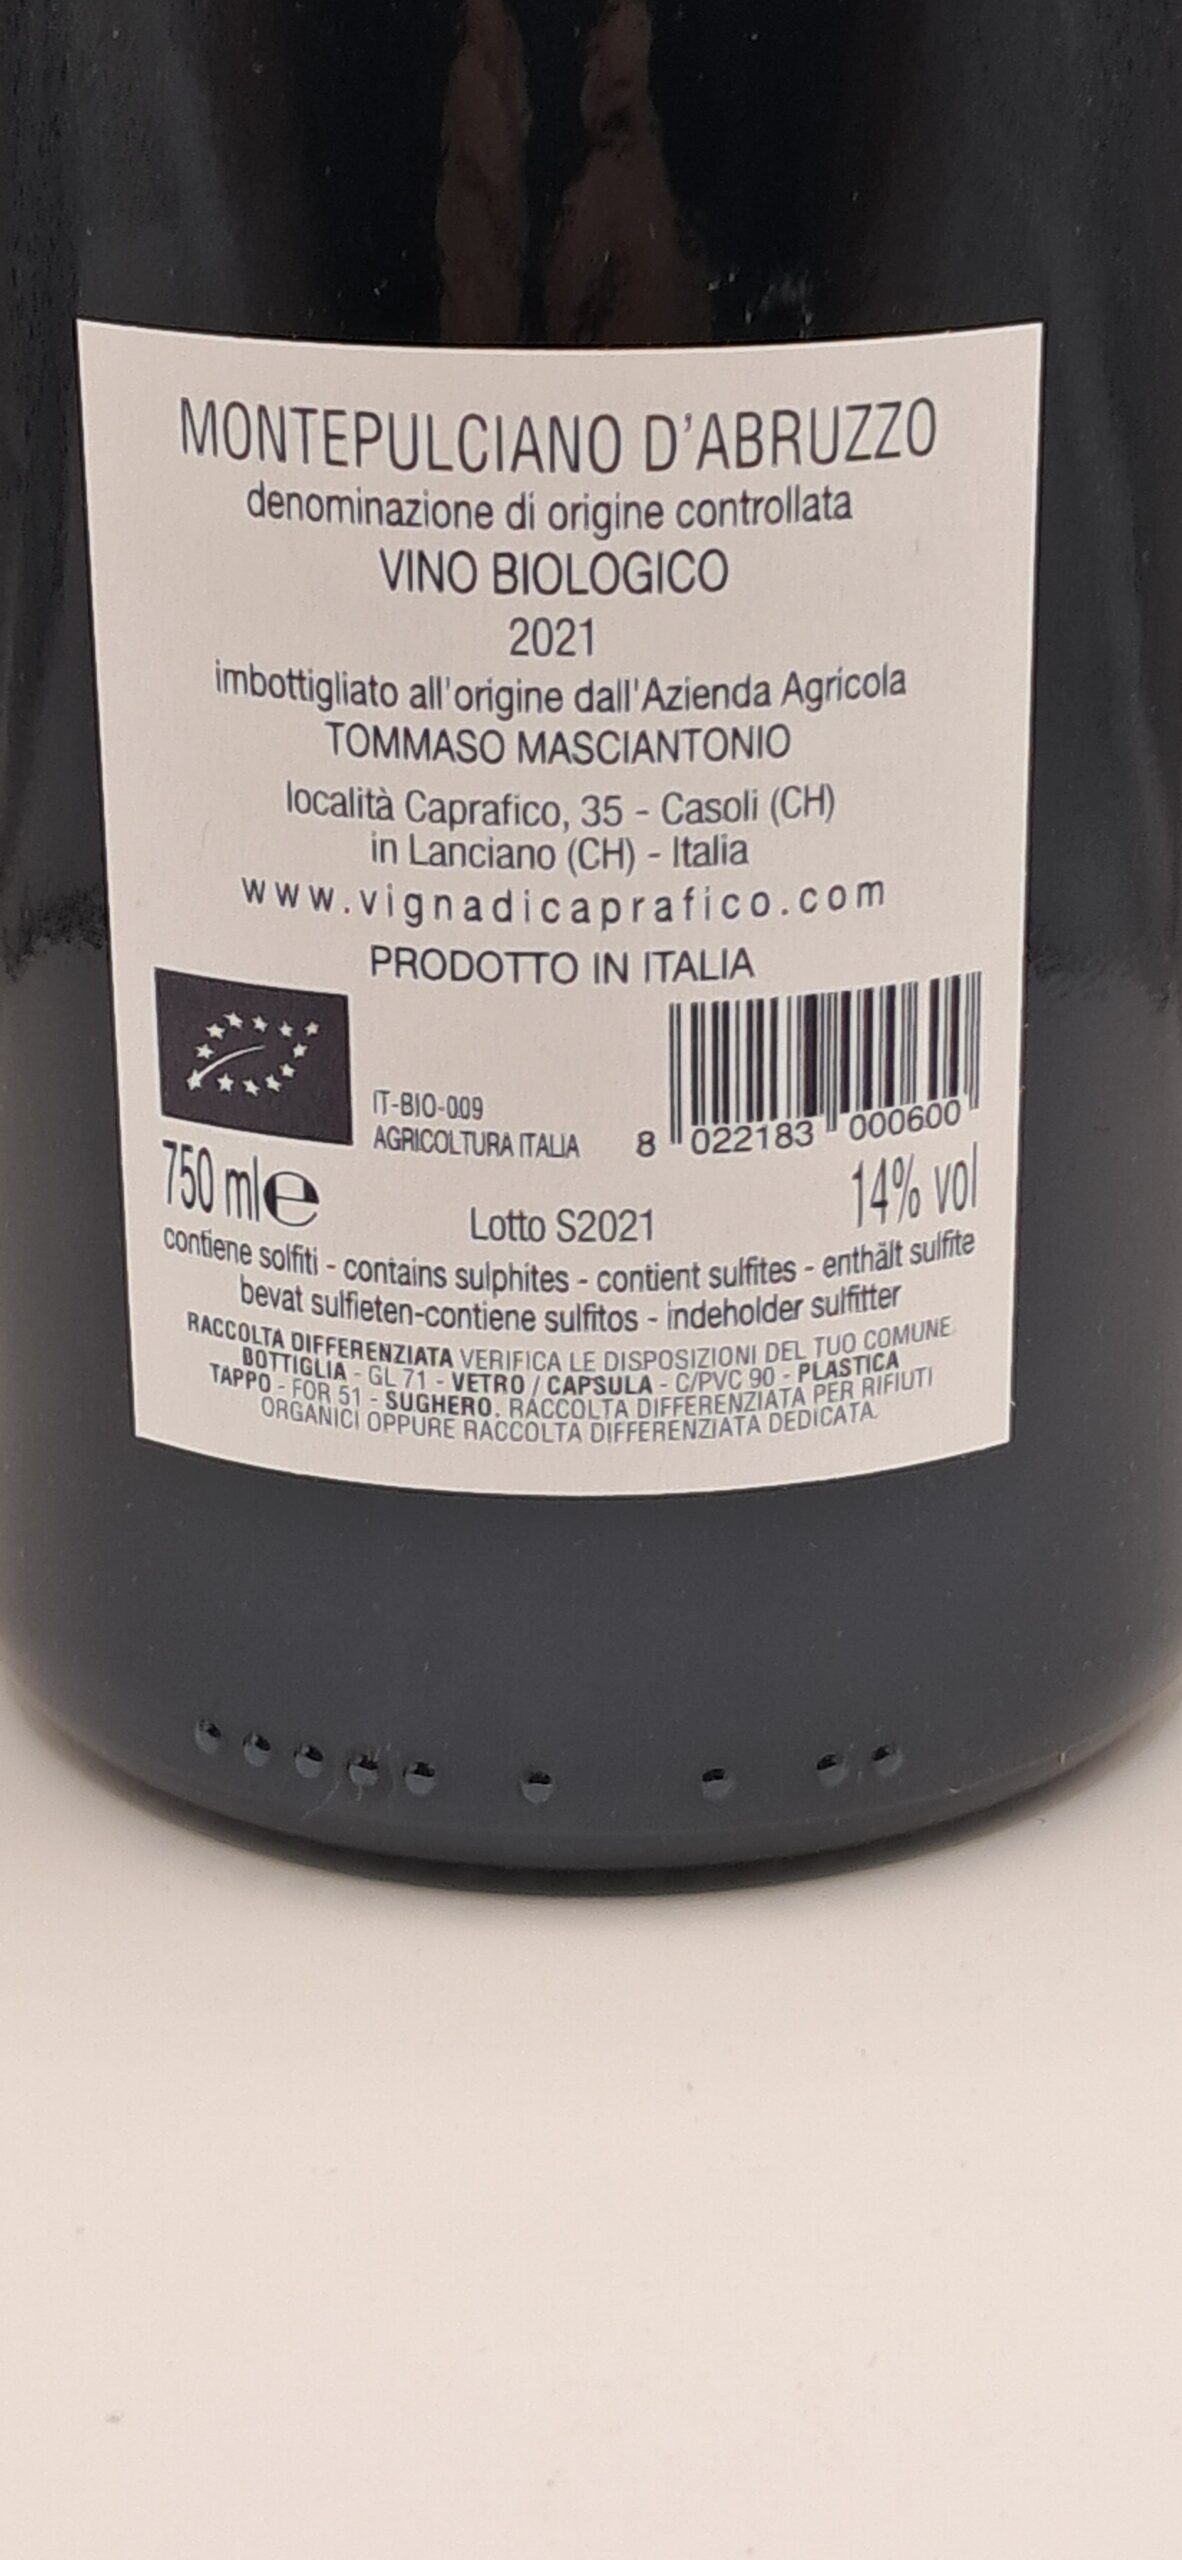 MONTEPULCIANO D'ABRUZZO
denominazione di origine controllata
VINO BIOLOGICO
2021
imbottigliato all'origine dall'Azienda Agricola
TOMMASO MASCIANTONIO
località Caprafico, 35 - Casoli (CH)
in Lanciano (CH) - Italia
www.vignadicaprafico.com
PRODOTTO IN ITALIA
IT-BIO-009
AGRICOLTURA ITALIA
8 022183 000600
750 ml e
Lotto S2021
14% vol
contiene solfiti - contains sulphites - contient sulfites - enthält sulfite
bevat sulfieten-contiene sulfitos - indeholder sulfitter
RACCOLTA DIFFERENZIATA VERIFICA LE DISPOSIZIONI DEL TUO COMUNE.
BOTTIGLIA - GL 71 - VETRO / CAPSULA - C/PVC 90 - PLASTICA
TAPPO - FOR 51 - SUGHERO. RACCOLTA DIFFERENZIATA PER RIFIUTI
ORGANICI OPPURE RACCOLTA DIFFERENZIATA DEDICATA.